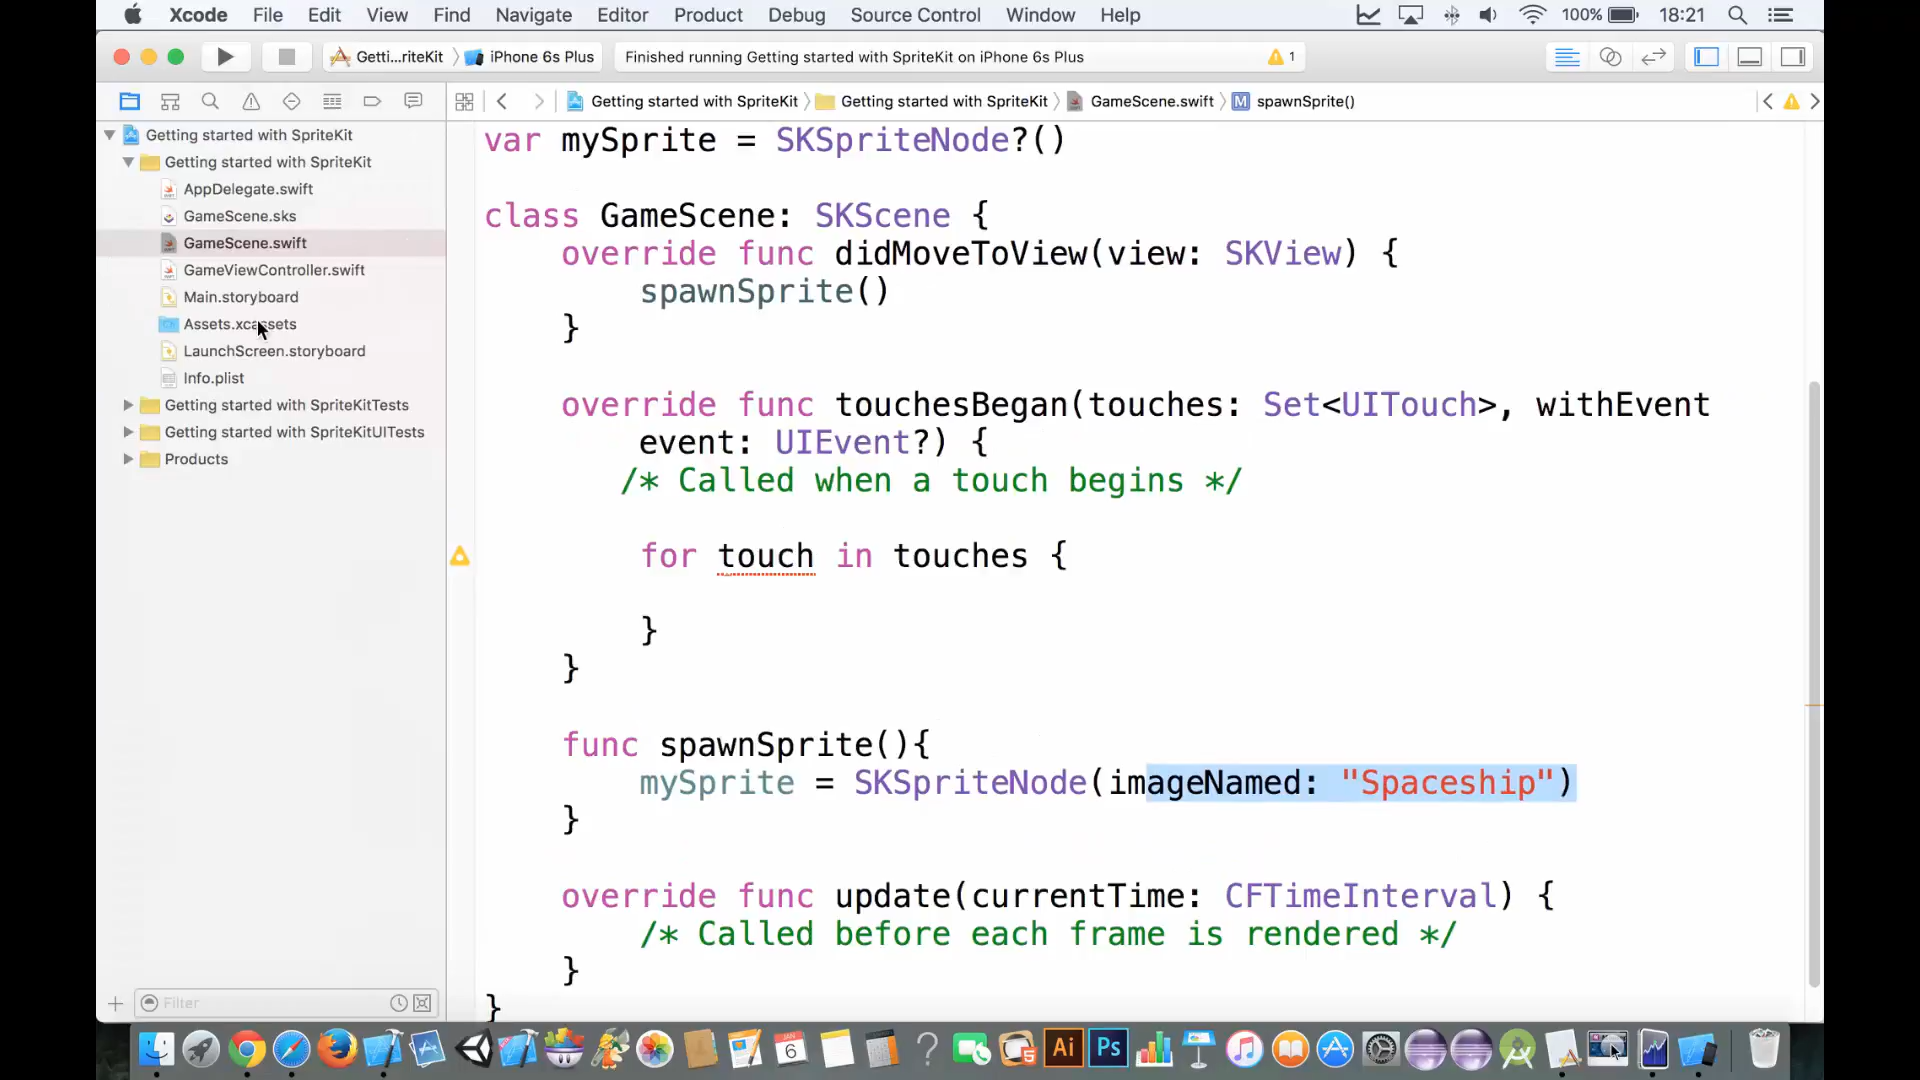 Xcode File Edit View Find Navigate Editor Product Debug Source Control Window Help 100% 18:21
Getti...riteKit iPhone 6s Plus Finished running Getting started with SpriteKit on iPhone 6s Plus 1
Getting started with SpriteKit Getting started with SpriteKit GameScene.swift M spawnSprite()
Getting started with SpriteKit
Getting started with SpriteKit
AppDelegate.swift
GameScene.sks
GameScene.swift
GameViewController.swift
Main.storyboard
Assets.xcassets
LaunchScreen.storyboard
Info.plist
Getting started with SpriteKitTests
Getting started with SpriteKitUITests
Products
Filter
var mySprite = SKSpriteNode?()
class GameScene: SKScene {
override func didMoveToView(view: SKView) {
spawnSprite()
}
override func touchesBegan(touches: Set<UITouch>, withEvent
event: UIEvent?) {
/* Called when a touch begins */
for touch in touches {
}
}
func spawnSprite(){
mySprite = SKSpriteNode(imageNamed: "Spaceship")
}
override func update(currentTime: CFTimeInterval) {
/* Called before each frame is rendered */
}
}
JAN
6
Ai
Ps